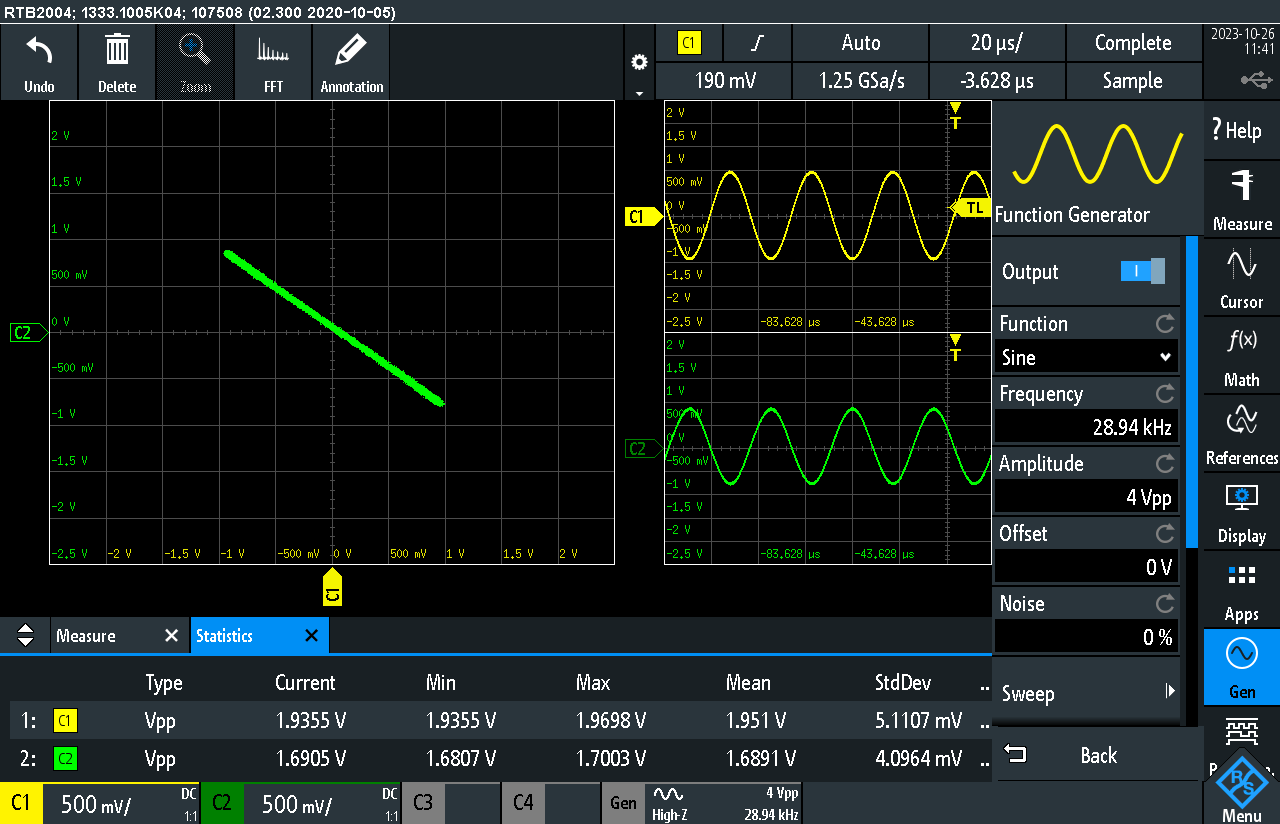 RTB2004; 1333.1005K04; 107508 (02.300 2020-10-05)
Undo
Delete
Zoom
FFT
Annotation
C1
Auto
20 µs/
Complete
2023-10-26
11:41
190 mV
1.25 GSa/s
-3.628 µs
Sample
2 V
1.5 V
1 V
500 mV
0 V
-500 mV
-1 V
-1.5 V
-2 V
-2.5 V
-2 V
-1.5 V
-1 V
-500 mV
0 V
500 mV
1 V
1.5 V
2 V
C2
C1
2 V
1.5 V
1 V
500 mV
0 V
-500 mV
-1 V
-1.5 V
-2 V
-2.5 V
-83.628 µs
-43.628 µs
T
TL
C1
2 V
1.5 V
1 V
500 mV
0 V
-500 mV
-1 V
-1.5 V
-2 V
-2.5 V
-83.628 µs
-43.628 µs
T
C2
Function Generator
Output
Function
Sine
Frequency
28.94 kHz
Amplitude
4 Vpp
Offset
0 V
Noise
0 %
Sweep
Back
? Help
Measure
Cursor
f(x)
Math
References
Display
Apps
Gen
R/S
Menu
Measure
Statistics
Type Current Min Max Mean StdDev ..
1: C1 Vpp 1.9355 V 1.9355 V 1.9698 V 1.951 V 5.1107 mV ..
2: C2 Vpp 1.6905 V 1.6807 V 1.7003 V 1.6891 V 4.0964 mV ..
C1 500 mV/ DC 1:1
C2 500 mV/ DC 1:1
C3
C4
Gen
High-Z
4 Vpp
28.94 kHz